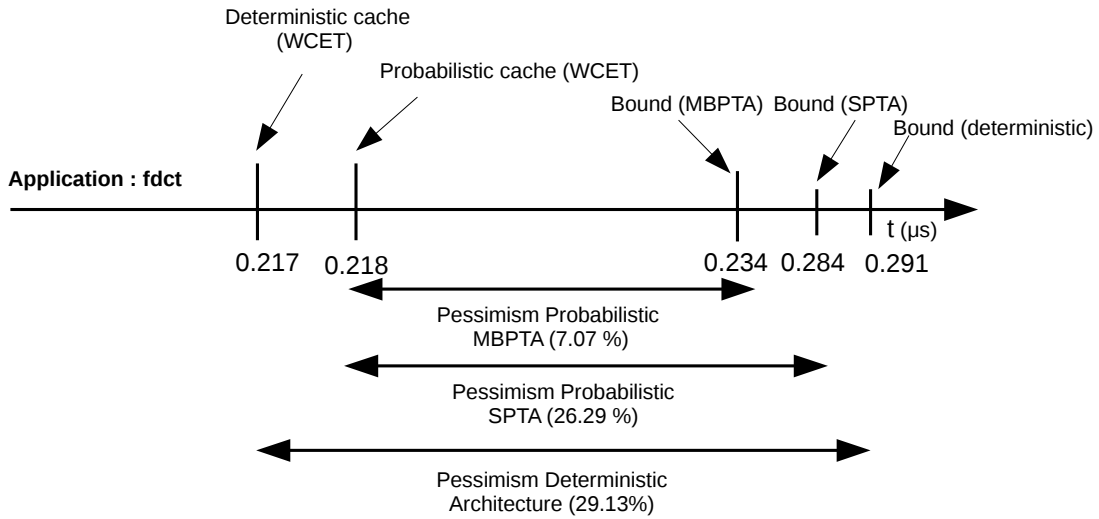 Deterministic cache
(WCET)
Probabilistic cache (WCET)
Bound (MBPTA)
Bound (SPTA)
Bound (deterministic)
Application : fdct
t (μs)
0.217
0.218
0.234
0.284
0.291
Pessimism Probabilistic
MBPTA (7.07 %)
Pessimism Probabilistic
SPTA (26.29 %)
Pessimism Deterministic
Architecture (29.13%)